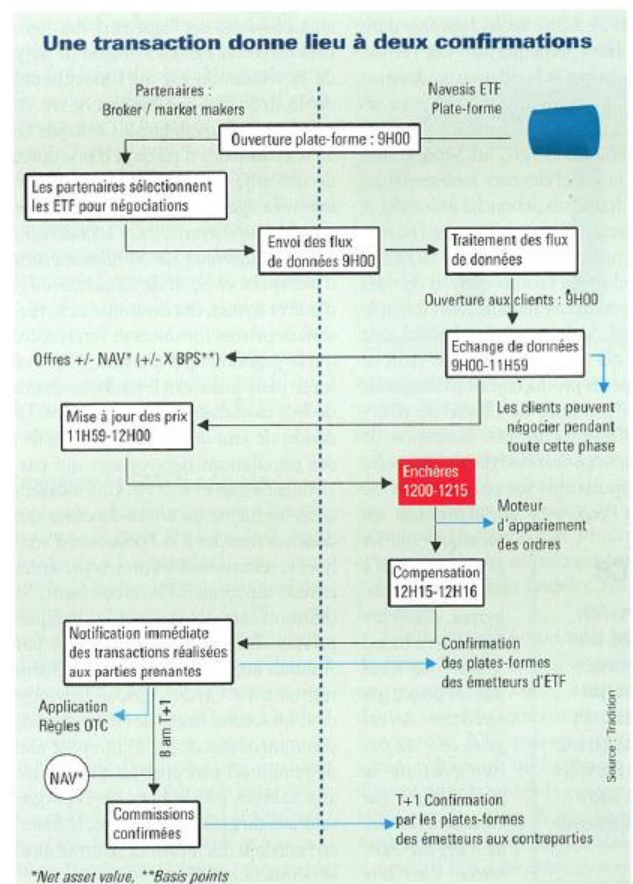 Une transaction donne lieu à deux confirmations
Partenaires :
Broker / market makers
Navesis ETF
Plate-forme
Ouverture plate-forme : 9H00
Les partenaires sélectionnent
les ETF pour négociations
Envoi des flux
de données 9H00
Traitement des flux
de données
Ouverture aux clients : 9H00
Offres +/- NAV* (+/- X BPS**)
Echange de données
9H00-11H59
Les clients peuvent
négocier pendant
toute cette phase
Mise à jour des prix
11H59-12H00
Enchères
1200-1215
Moteur
d'appariement
des ordres
Compensation
12H15-12H16
Notification immédiate
des transactions réalisées
aux parties prenantes
Confirmation
des plates-formes
des émetteurs d'ETF
Application
Règles OTC
8 am T+1
NAV*
Commissions
confirmées
T+1 Confirmation
par les plates-formes
des émetteurs aux contreparties
Source : Tradition
*Net asset value, **Basis points